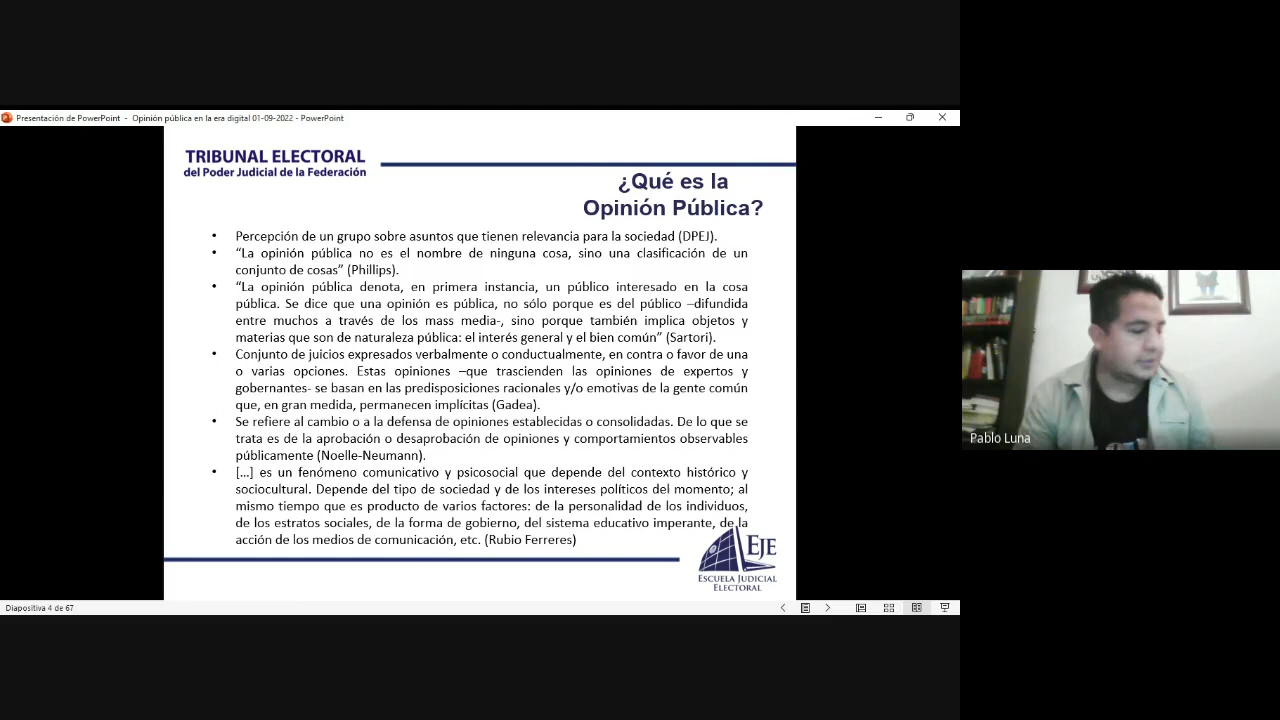 Presentación de PowerPoint - Opinión pública en la era digital 01-09-2022 - PowerPoint
TRIBUNAL ELECTORAL
del Poder Judicial de la Federación
¿Qué es la
Opinión Pública?
• Percepción de un grupo sobre asuntos que tienen relevancia para la sociedad (DPEJ).
• “La opinión pública no es el nombre de ninguna cosa, sino una clasificación de un
conjunto de cosas” (Phillips).
• “La opinión pública denota, en primera instancia, un público interesado en la cosa
pública. Se dice que una opinión es pública, no sólo porque es del público –difundida
entre muchos a través de los mass media-, sino porque también implica objetos y
materias que son de naturaleza pública: el interés general y el bien común” (Sartori).
• Conjunto de juicios expresados verbalmente o conductualmente, en contra o favor de una
o varias opciones. Estas opiniones –que trascienden las opiniones de expertos y
gobernantes- se basan en las predisposiciones racionales y/o emotivas de la gente común
que, en gran medida, permanecen implícitas (Gadea).
• Se refiere al cambio o a la defensa de opiniones establecidas o consolidadas. De lo que se
trata es de la aprobación o desaprobación de opiniones y comportamientos observables
públicamente (Noelle-Neumann).
• […] es un fenómeno comunicativo y psicosocial que depende del contexto histórico y
sociocultural. Depende del tipo de sociedad y de los intereses políticos del momento; al
mismo tiempo que es producto de varios factores: de la personalidad de los individuos,
de los estratos sociales, de la forma de gobierno, del sistema educativo imperante, de la
acción de los medios de comunicación, etc. (Rubio Ferreres)
EJE
ESCUELA JUDICIAL
ELECTORAL
Diapositiva 4 de 67
Pablo Luna